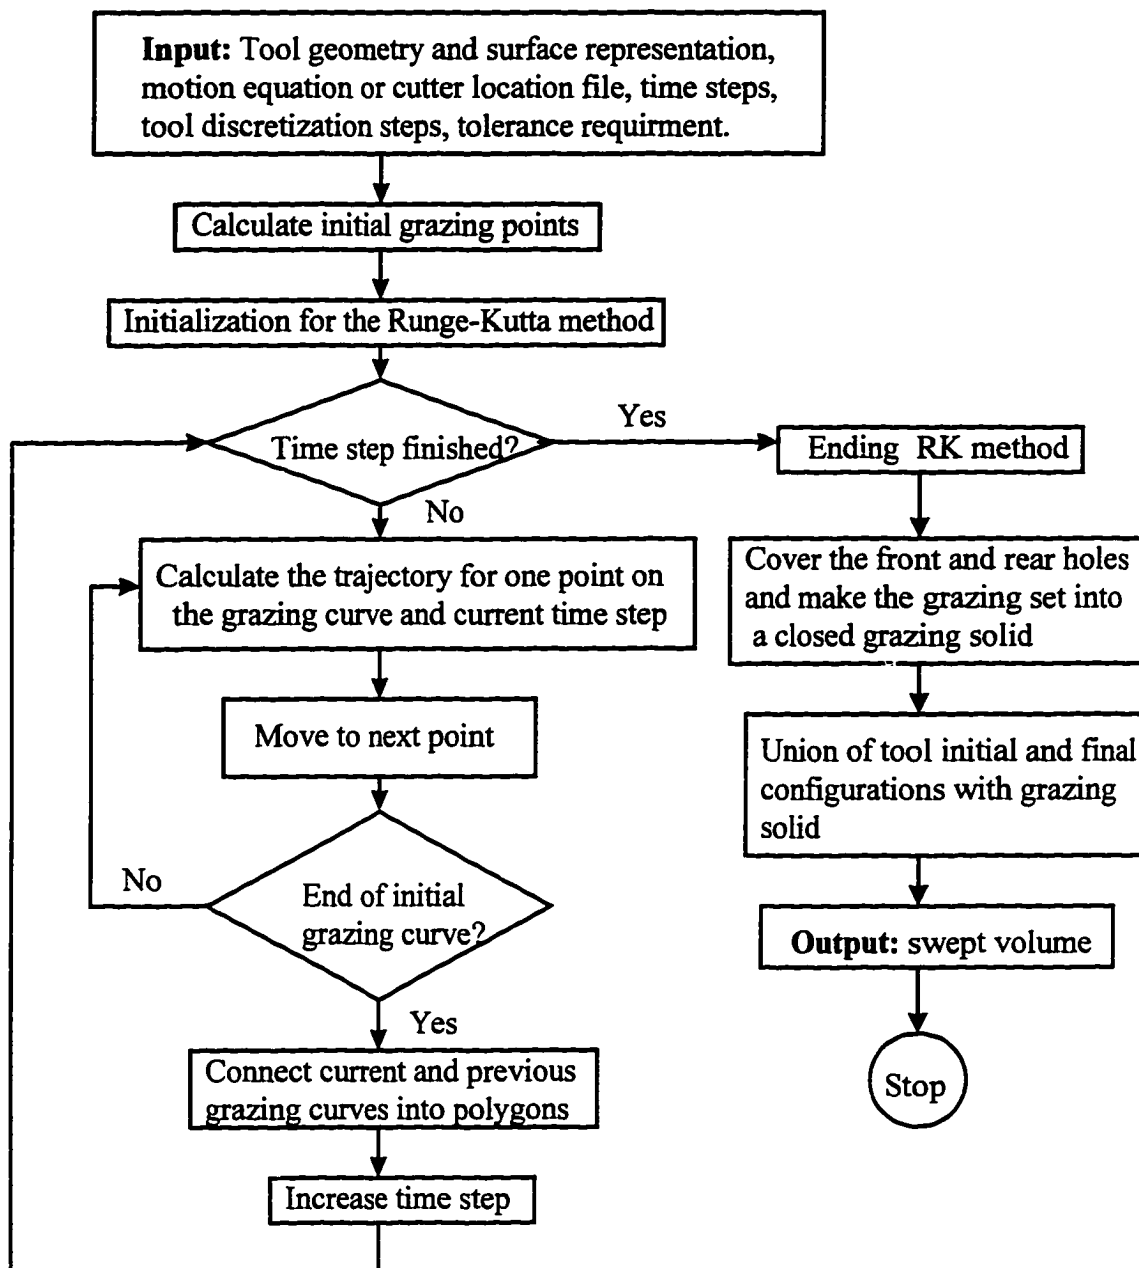 Input: Tool geometry and surface representation,
motion equation or cutter location file, time steps,
tool discretization steps, tolerance requirment.
Calculate initial grazing points
Initialization for the Runge-Kutta method
Time step finished?
Yes
No
Calculate the trajectory for one point on
the grazing curve and current time step
Move to next point
End of initial
grazing curve?
No
Yes
Connect current and previous
grazing curves into polygons
Increase time step
Ending RK method
Cover the front and rear holes
and make the grazing set into
a closed grazing solid
Union of tool initial and final
configurations with grazing
solid
Output: swept volume
Stop